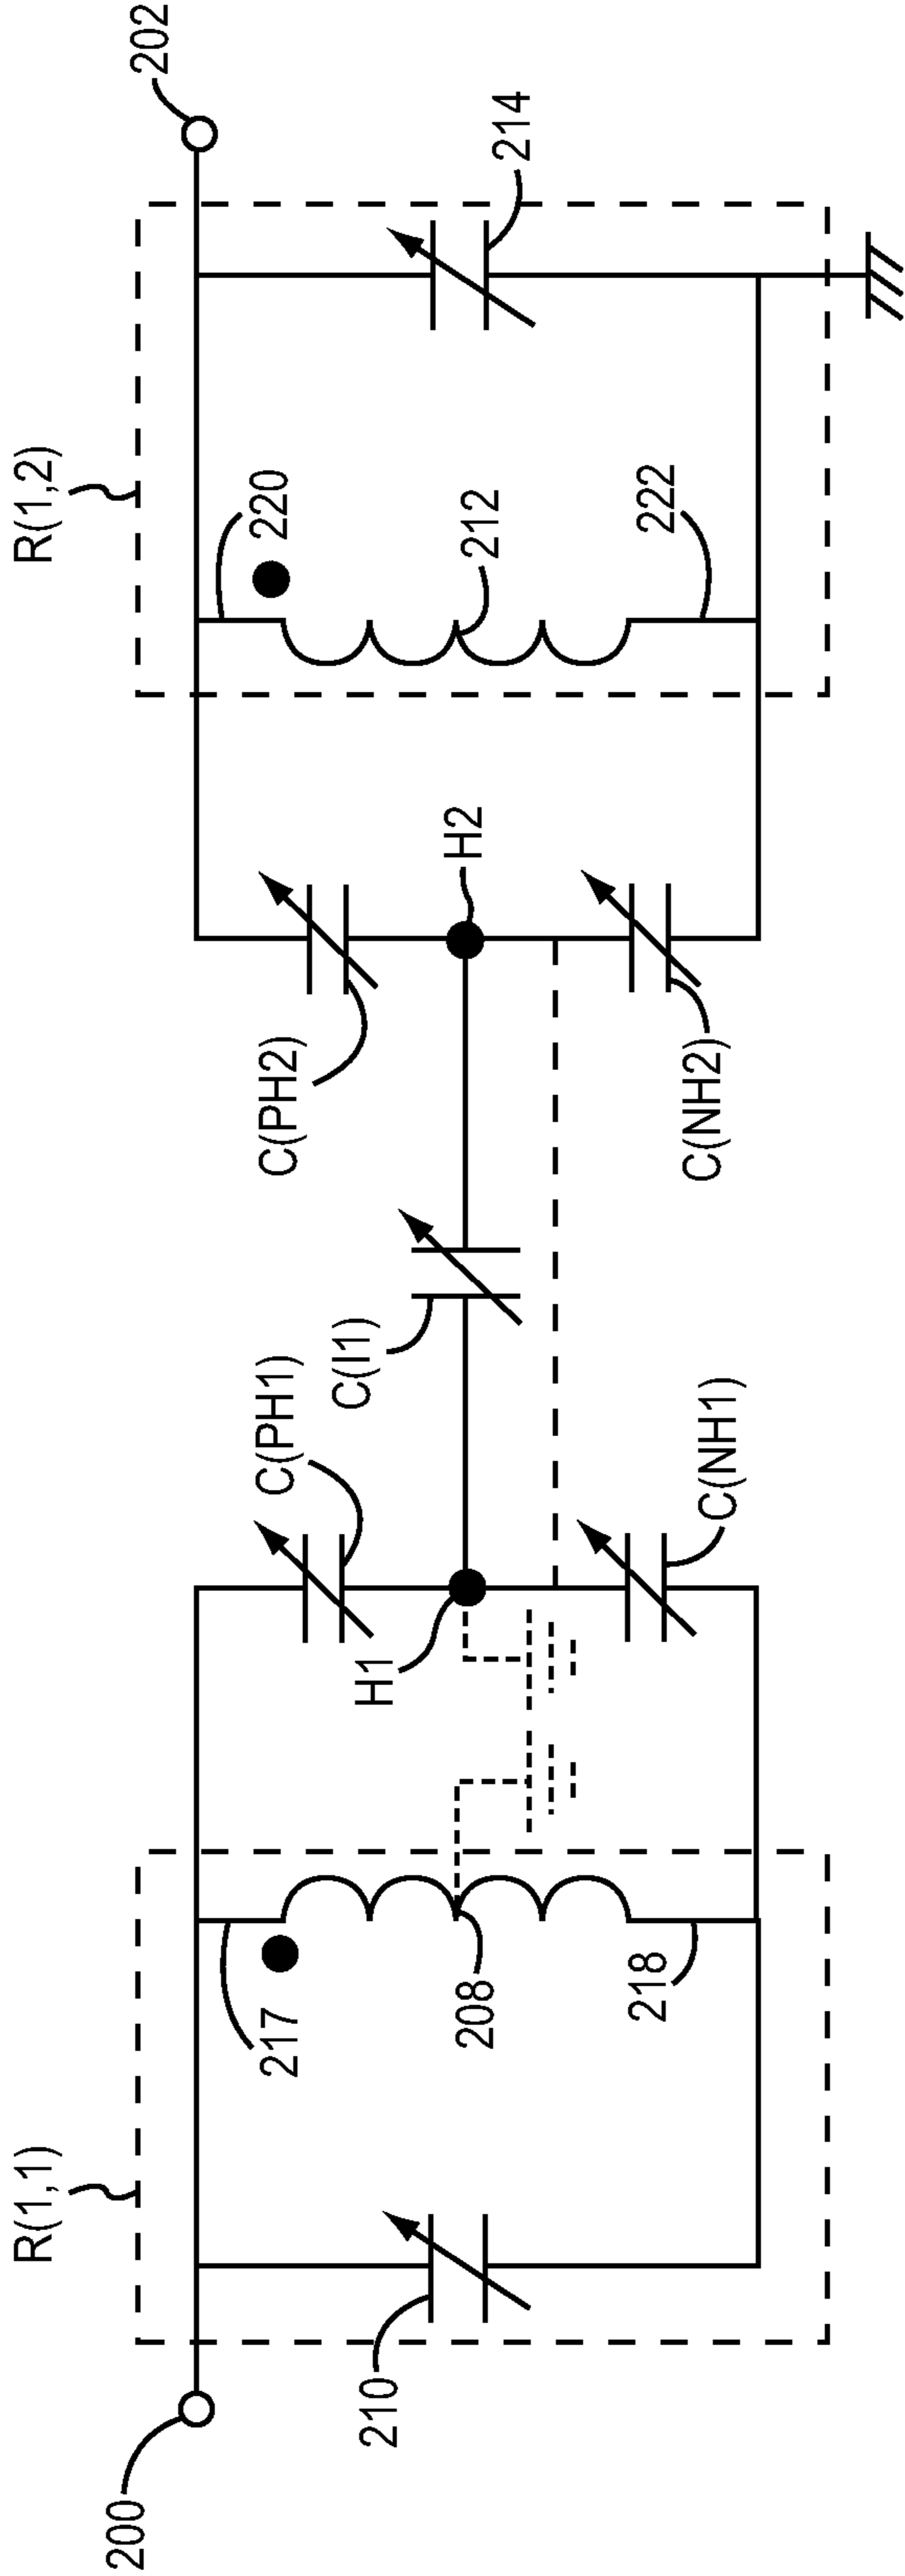 R(1,1)
R(1,2)
200
202
217
220
C(PH1)
C(PH2)
210
214
H1
H2
C(I1)
208
212
218
222
C(NH1)
C(NH2)